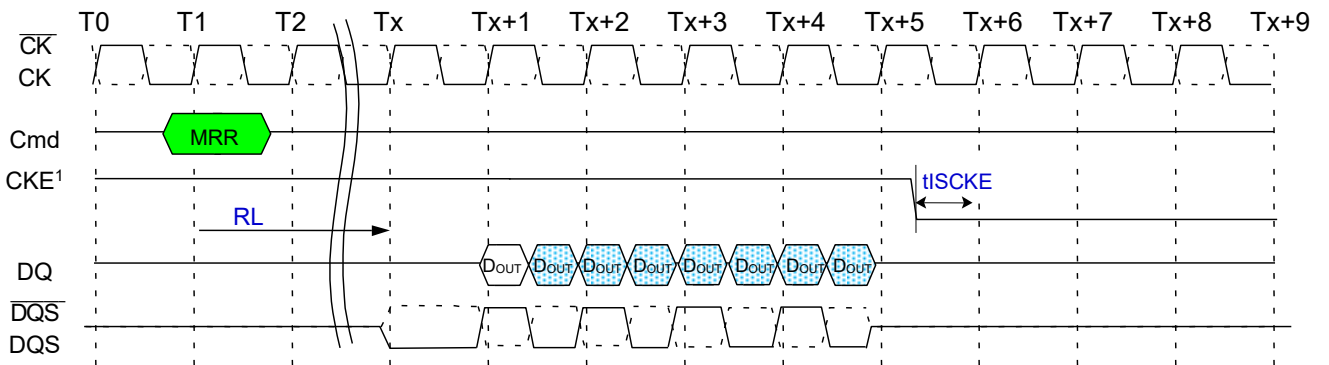 T0 T1 T2 Tx Tx+1 Tx+2 Tx+3 Tx+4 Tx+5 Tx+6 Tx+7 Tx+8 Tx+9
CK
CK
Cmd MRR
CKE1 tISCKE
RL
DQ DOUT DOUT DOUT DOUT DOUT DOUT DOUT DOUT
DQS
DQS